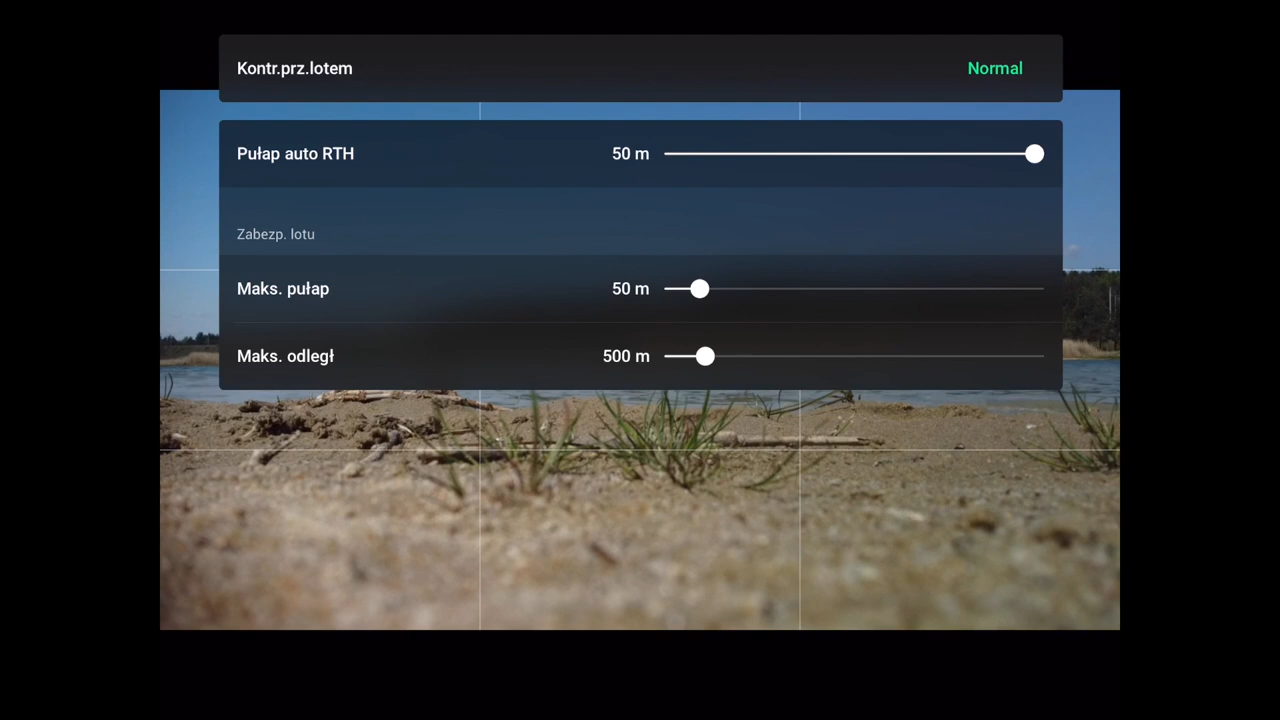 Kontr.prz.lotem Normal
Pułap auto RTH 50 m
Zabezp. lotu
Maks. pułap 50 m
Maks. odległ 500 m